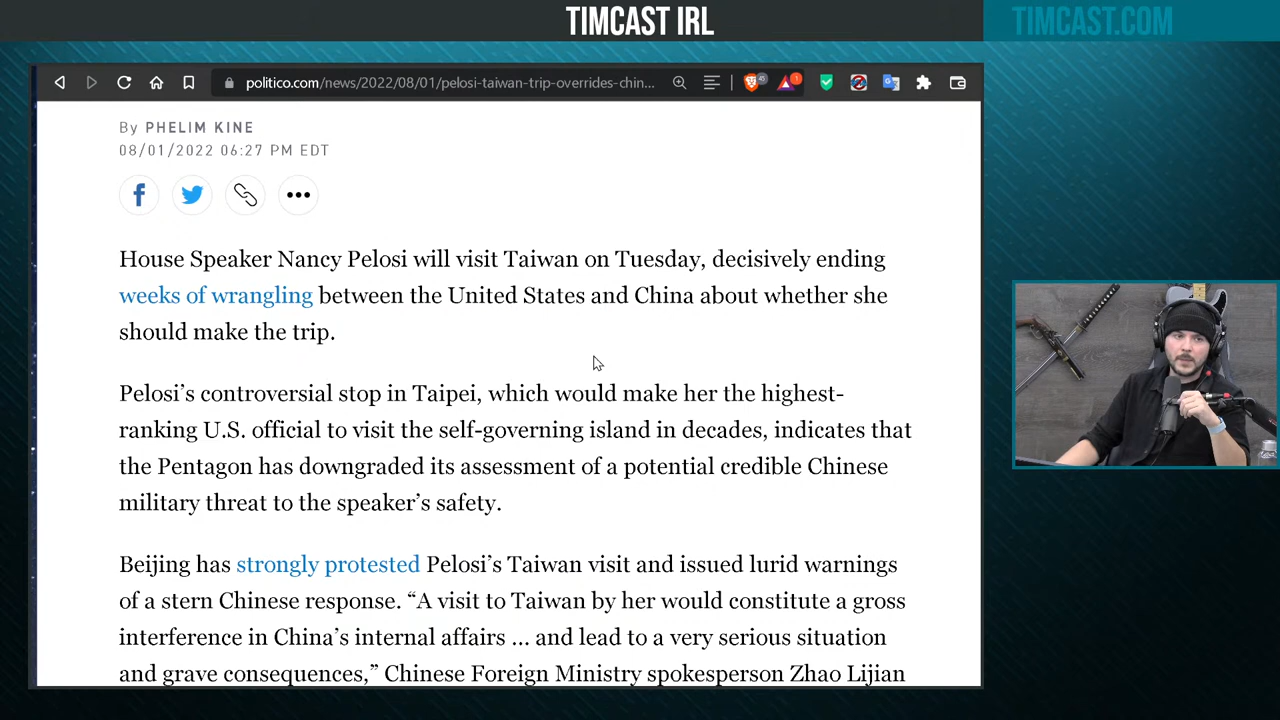 TIMCAST IRL
TIMCAST.COM
politico.com/news/2022/08/01/pelosi-taiwan-trip-overrides-chin...
45
1
By PHELIM KINE
08/01/2022 06:27 PM EDT
House Speaker Nancy Pelosi will visit Taiwan on Tuesday, decisively ending
weeks of wrangling between the United States and China about whether she
should make the trip.
Pelosi’s controversial stop in Taipei, which would make her the highest-
ranking U.S. official to visit the self-governing island in decades, indicates that
the Pentagon has downgraded its assessment of a potential credible Chinese
military threat to the speaker’s safety.
Beijing has strongly protested Pelosi’s Taiwan visit and issued lurid warnings
of a stern Chinese response. “A visit to Taiwan by her would constitute a gross
interference in China’s internal affairs ... and lead to a very serious situation
and grave consequences,” Chinese Foreign Ministry spokesperson Zhao Lijian